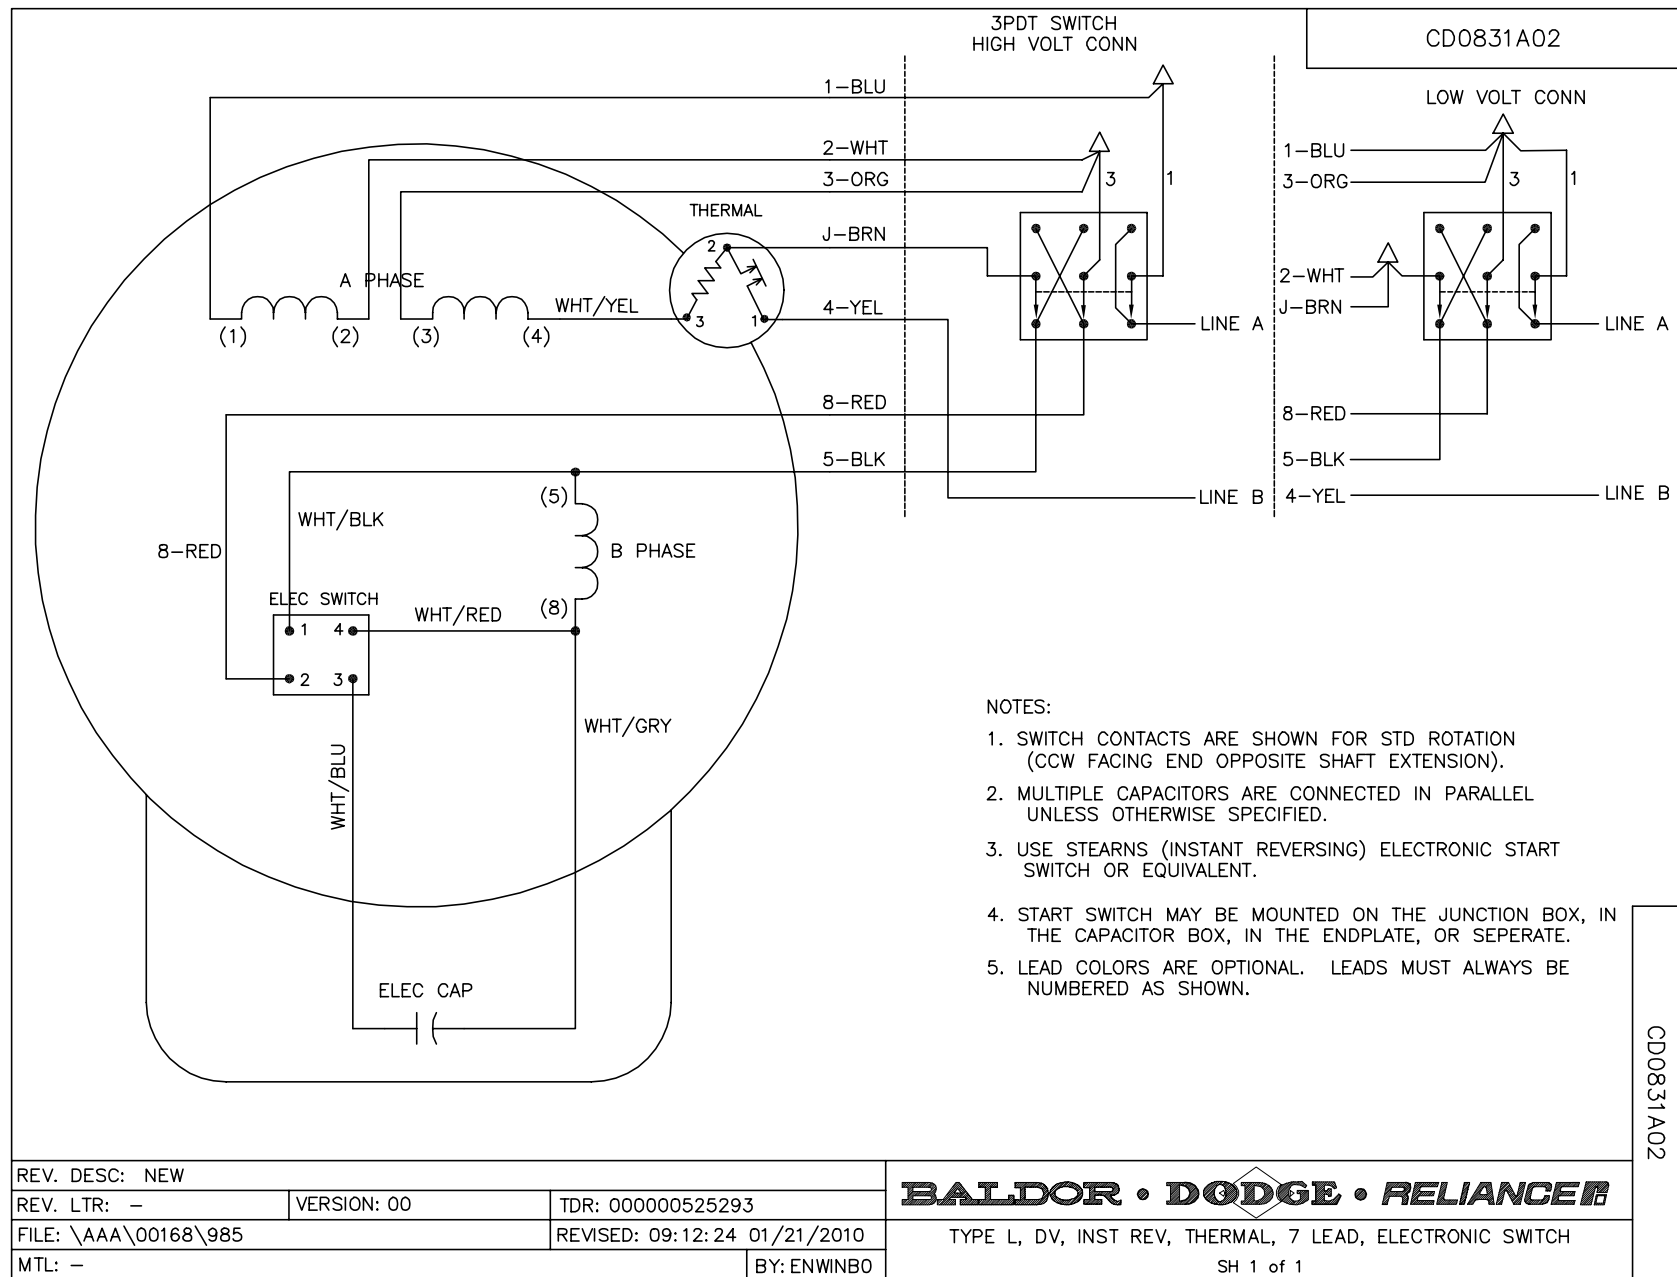 3PDT SWITCH
HIGH VOLT CONN
CD0831A02
1-BLU
LOW VOLT CONN
2-WHT
3-ORG
3
1
1-BLU
3-ORG
3
1
THERMAL
J-BRN
2
A PHASE
WHT/YEL
3
1
4-YEL
(1)
(2)
(3)
(4)
LINE A
2-WHT
J-BRN
LINE A
8-RED
8-RED
5-BLK
5-BLK
(5)
LINE B
4-YEL
LINE B
WHT/BLK
8-RED
B PHASE
ELEC SWITCH
WHT/RED
(8)
1
4
2
3
WHT/GRY
WHT/BLU
ELEC CAP
NOTES:
1. SWITCH CONTACTS ARE SHOWN FOR STD ROTATION
(CCW FACING END OPPOSITE SHAFT EXTENSION).
2. MULTIPLE CAPACITORS ARE CONNECTED IN PARALLEL
UNLESS OTHERWISE SPECIFIED.
3. USE STEARNS (INSTANT REVERSING) ELECTRONIC START
SWITCH OR EQUIVALENT.
4. START SWITCH MAY BE MOUNTED ON THE JUNCTION BOX, IN
THE CAPACITOR BOX, IN THE ENDPLATE, OR SEPERATE.
5. LEAD COLORS ARE OPTIONAL. LEADS MUST ALWAYS BE
NUMBERED AS SHOWN.
CD0831A02
REV. DESC: NEW
REV. LTR: -
VERSION: 00
TDR: 000000525293
FILE: \AAA\00168\985
REVISED: 09:12:24 01/21/2010
MTL: -
BY: ENWINBO
BALDOR • DODGE • RELIANCE
TYPE L, DV, INST REV, THERMAL, 7 LEAD, ELECTRONIC SWITCH
SH 1 of 1